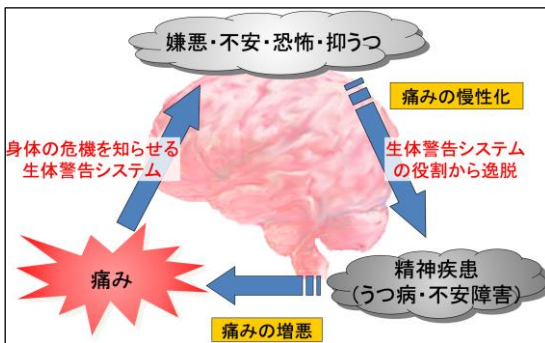 嫌悪・不安・恐怖・抑うつ
痛みの慢性化
身体の危機を知らせる
生体警告システム
生体警告システム
の役割から逸脱
痛み
精神疾患
(うつ病・不安障害)
痛みの増悪